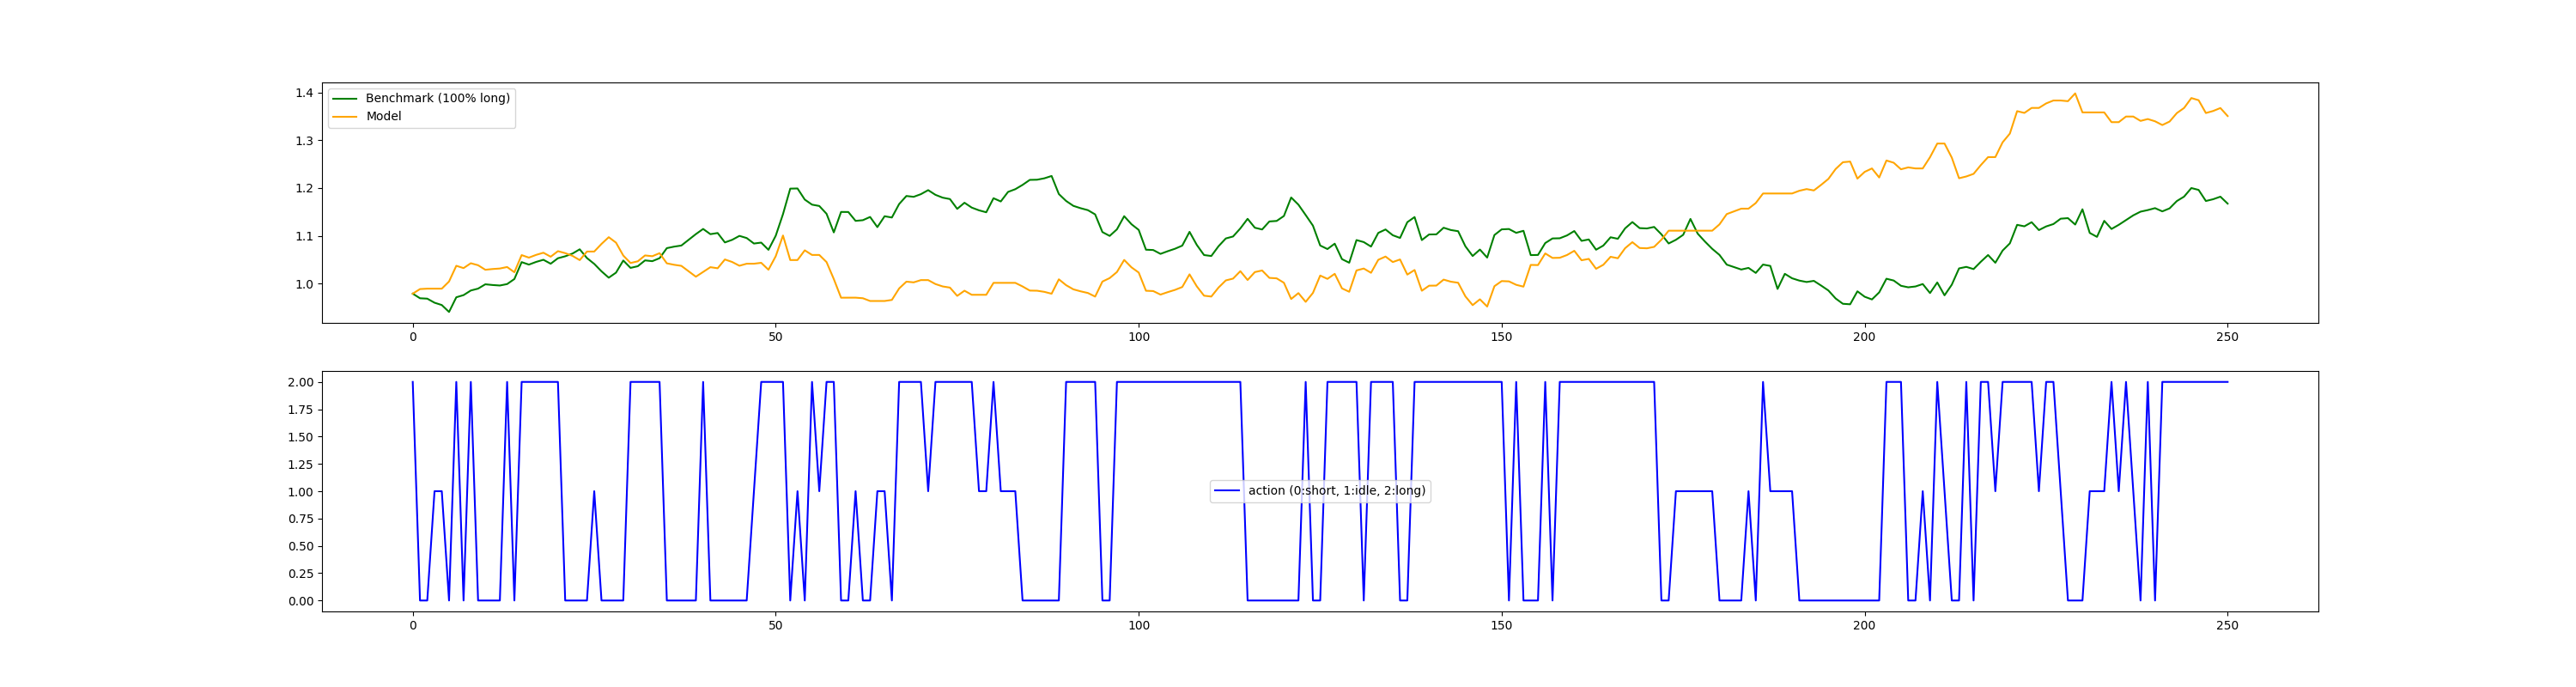 1.4
1.3
1.2
1.1
1.0
Benchmark (100% long)
Model
0 50 100 150 200 250
2.00
1.75
1.50
1.25
1.00
0.75
0.50
0.25
0.00
action (0:short, 1:idle, 2:long)
0 50 100 150 200 250